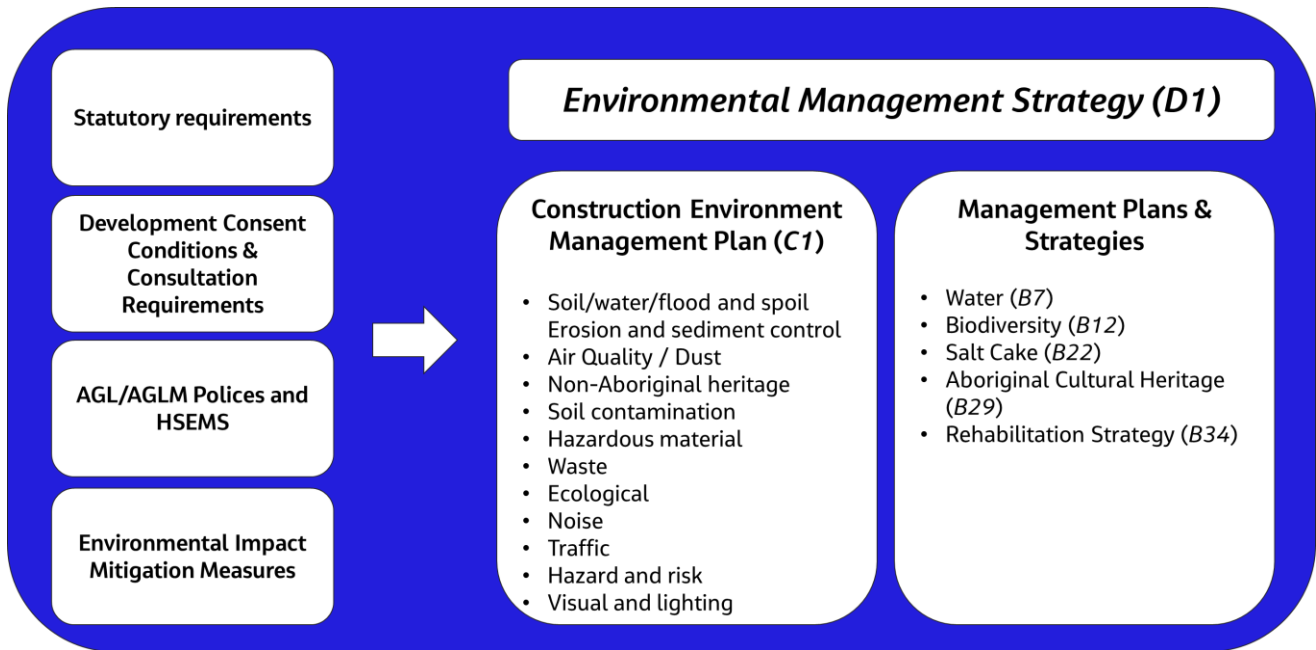 Statutory requirements
Development Consent
Conditions &
Consultation
Requirements
AGL/AGLM Polices and
HSEMS
Environmental Impact
Mitigation Measures
Environmental Management Strategy (D1)
Construction Environment
Management Plan (C1)
• Soil/water/flood and spoil
Erosion and sediment control
• Air Quality / Dust
• Non-Aboriginal heritage
• Soil contamination
• Hazardous material
• Waste
• Ecological
• Noise
• Traffic
• Hazard and risk
• Visual and lighting
Management Plans &
Strategies
• Water (B7)
• Biodiversity (B12)
• Salt Cake (B22)
• Aboriginal Cultural Heritage
(B29)
• Rehabilitation Strategy (B34)